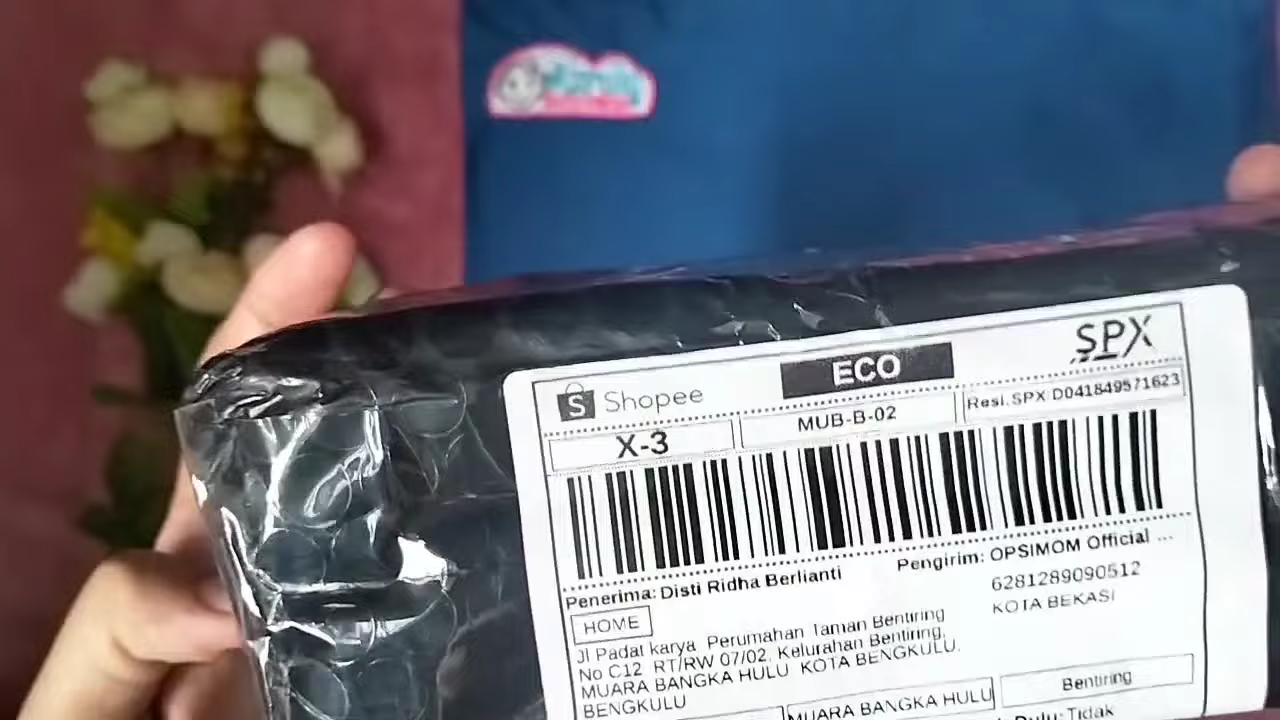 Shopee
ECO
SPX
X-3
MUB-B-02
Resi.SPX D041849571623
Penerima: Disti Ridha Berlianti
Pengirim: OPSIMOM Official ...
HOME
6281289090512
KOTA BEKASI
Jl Padat karya Perumahan Taman Bentiring
No C12 RT/RW 07/02, Kelurahan Bentiring,
MUARA BANGKA HULU KOTA BENGKULU,
BENGKULU
MUARA BANGKA HULU
Bentiring
Tidak